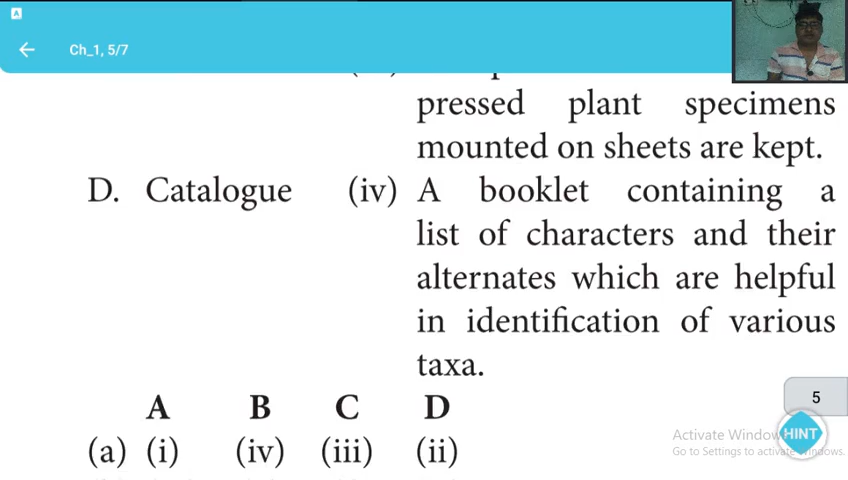 A
Ch_1, 5/7
pressed plant specimens
mounted on sheets are kept.
D. Catalogue (iv) A booklet containing a
list of characters and their
alternates which are helpful
in identification of various
taxa.
A B C D
5
(a) (i) (iv) (iii) (ii)
HINT
Activate Window
Go to Settings to activate Windows.